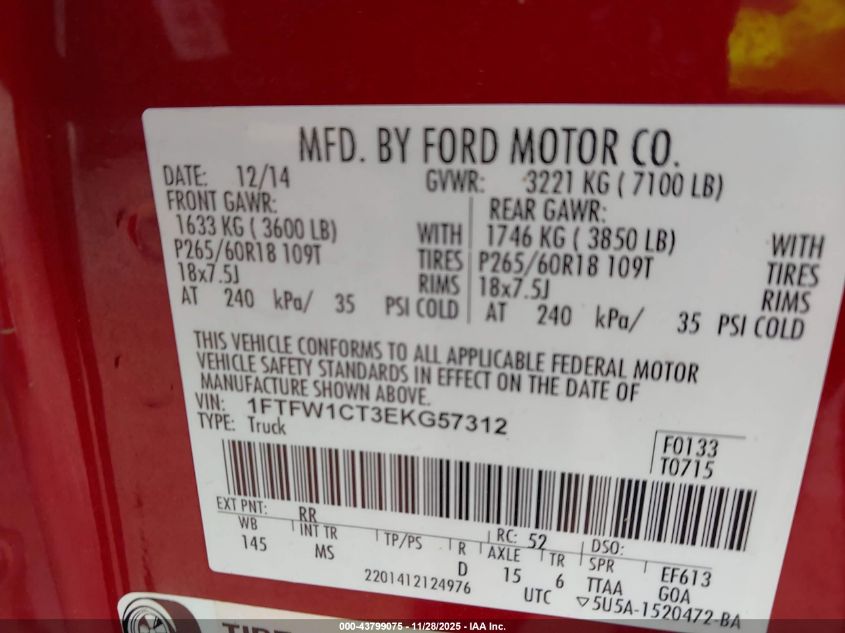 MFD. BY FORD MOTOR CO.
DATE: 12/14 GVWR: 3221 KG ( 7100 LB)
FRONT GAWR: REAR GAWR:
1633 KG ( 3600 LB) WITH 1746 KG ( 3850 LB) WITH
P265/60R18 109T TIRES P265/60R18 109T TIRES
18x7.5J RIMS 18x7.5J RIMS
AT 240 kPa/ 35 PSI COLD AT 240 kPa/ 35 PSI COLD
THIS VEHICLE CONFORMS TO ALL APPLICABLE FEDERAL MOTOR
VEHICLE SAFETY STANDARDS IN EFFECT ON THE DATE OF
MANUFACTURE SHOWN ABOVE.
VIN: 1FTFW1CT3EKG57312
TYPE: Truck
F0133
T0715
EXT PNT: RR RC: 52 DSO:
WB INT TR TP/PS R AXLE TR SPR EF613
145 MS D 15 6 TTAA GOA
2201412124976 UTC ▽5U5A-1520472-BA
000-43799075 - 11/28/2025 - IAA Inc.